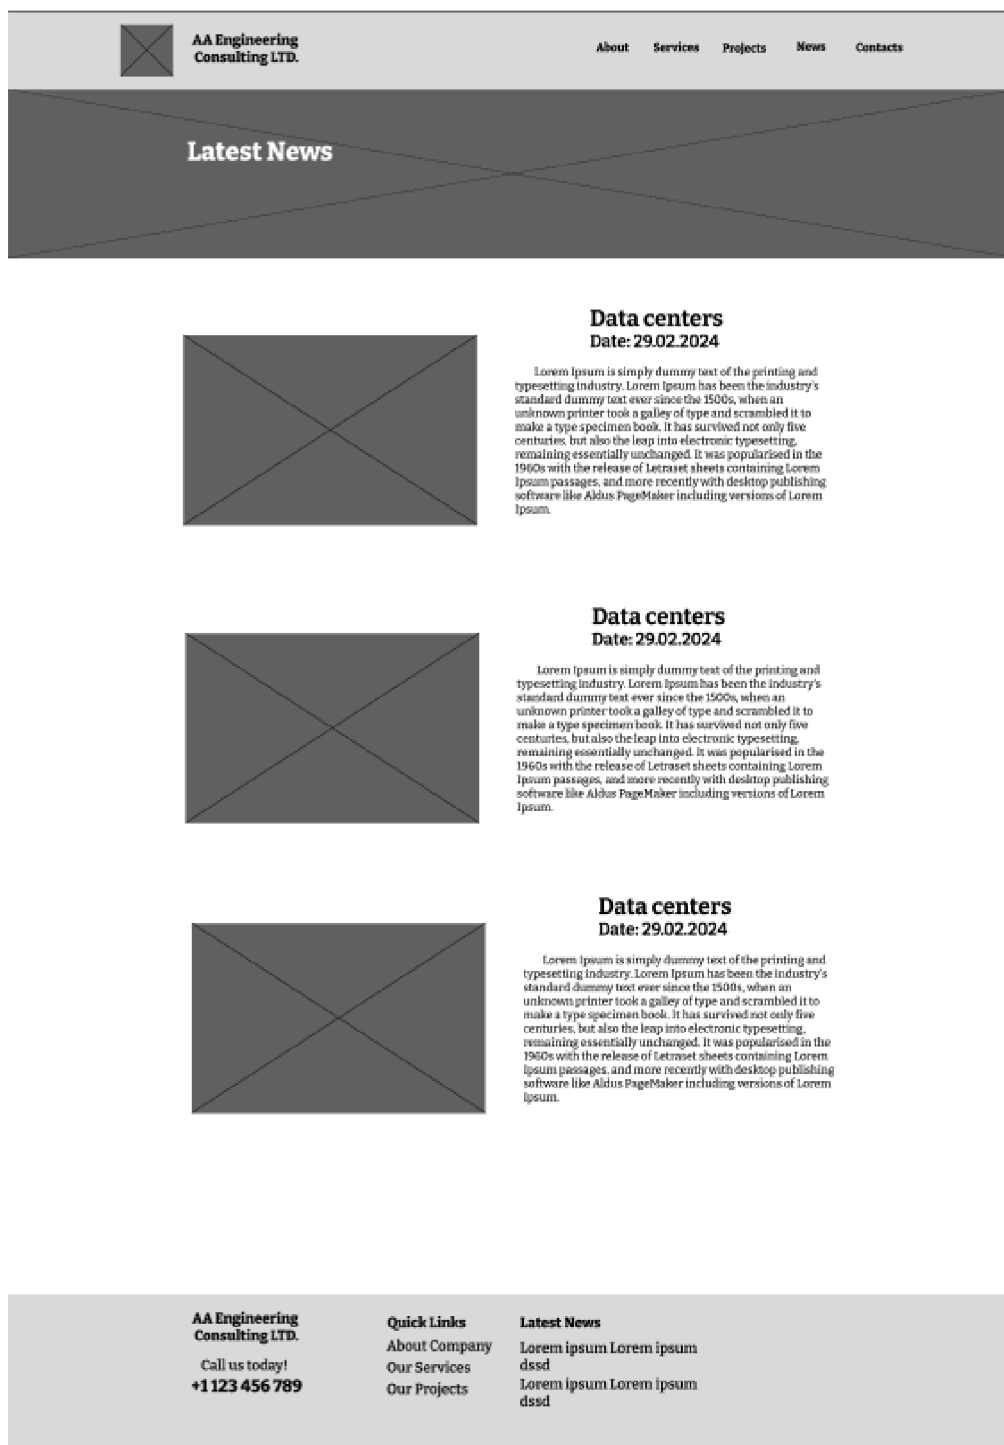 AA Engineering
Consulting LTD.
About Services Projects News Contacts
Latest News
Data centers
Date: 29.02.2024
Lorem Ipsum is simply dummy text of the printing and
typesetting industry. Lorem Ipsum has been the industry's
standard dummy text ever since the 1500s, when an
unknown printer took a galley of type and scrambled it to
make a type specimen book. It has survived not only five
centuries, but also the leap into electronic typesetting,
remaining essentially unchanged. It was popularised in the
1960s with the release of Letraset sheets containing Lorem
Ipsum passages, and more recently with desktop publishing
software like Aldus PageMaker including versions of Lorem
Ipsum.
Data centers
Date: 29.02.2024
Lorem Ipsum is simply dummy text of the printing and
typesetting industry. Lorem Ipsum has been the industry's
standard dummy text ever since the 1500s, when an
unknown printer took a galley of type and scrambled it to
make a type specimen book. It has survived not only five
centuries, but also the leap into electronic typesetting,
remaining essentially unchanged. It was popularised in the
1960s with the release of Letraset sheets containing Lorem
Ipsum passages, and more recently with desktop publishing
software like Aldus PageMaker including versions of Lorem
Ipsum.
Data centers
Date: 29.02.2024
Lorem Ipsum is simply dummy text of the printing and
typesetting industry. Lorem Ipsum has been the industry's
standard dummy text ever since the 1500s, when an
unknown printer took a galley of type and scrambled it to
make a type specimen book. It has survived not only five
centuries, but also the leap into electronic typesetting,
remaining essentially unchanged. It was popularised in the
1960s with the release of Letraset sheets containing Lorem
Ipsum passages, and more recently with desktop publishing
software like Aldus PageMaker including versions of Lorem
Ipsum.
AA Engineering
Consulting LTD.
Call us today!
+1 123 456 789
Quick Links
About Company
Our Services
Our Projects
Latest News
Lorem ipsum Lorem ipsum
dssd
Lorem ipsum Lorem ipsum
dssd